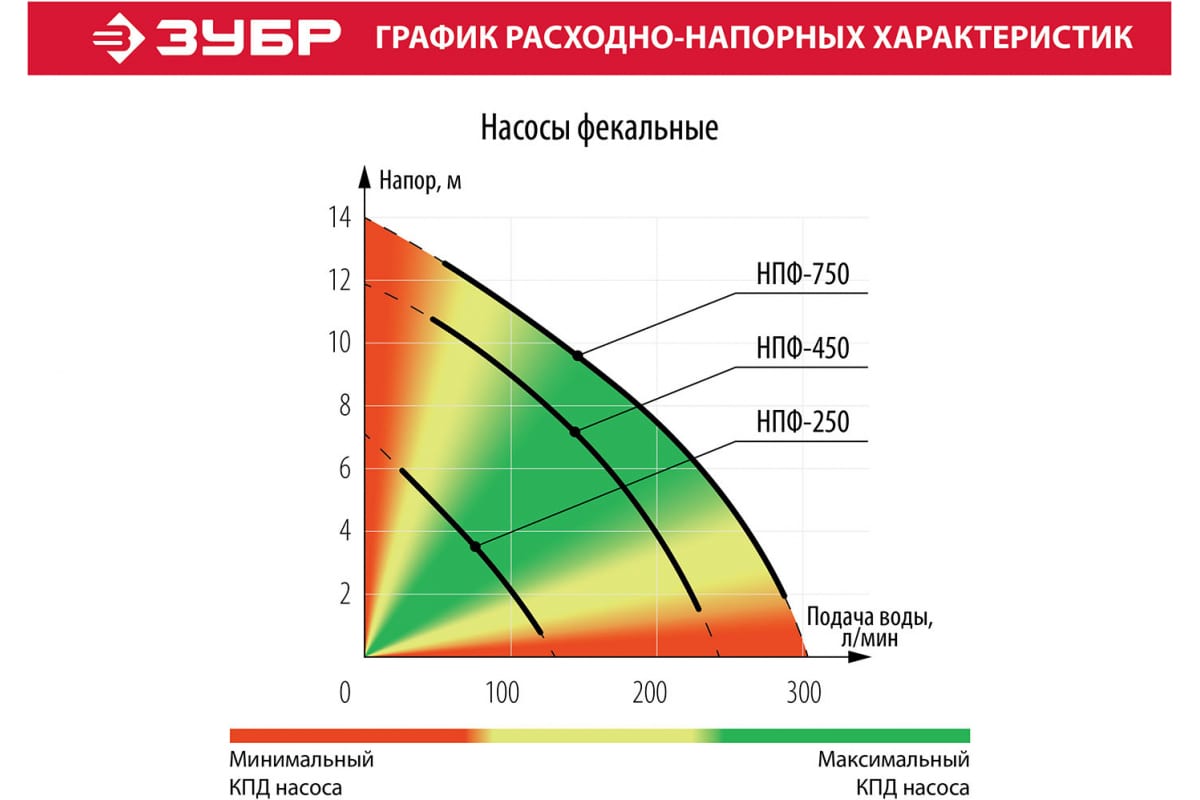 ЗУБР ГРАФИК РАСХОДНО-НАПОРНЫХ ХАРАКТЕРИСТИК
Насосы фекальные
Напор, м
14
12
10
8
6
4
2
НПФ-750
НПФ-450
НПФ-250
Подача воды,
л/мин
0 100 200 300
Минимальный
КПД насоса
Максимальный
КПД насоса